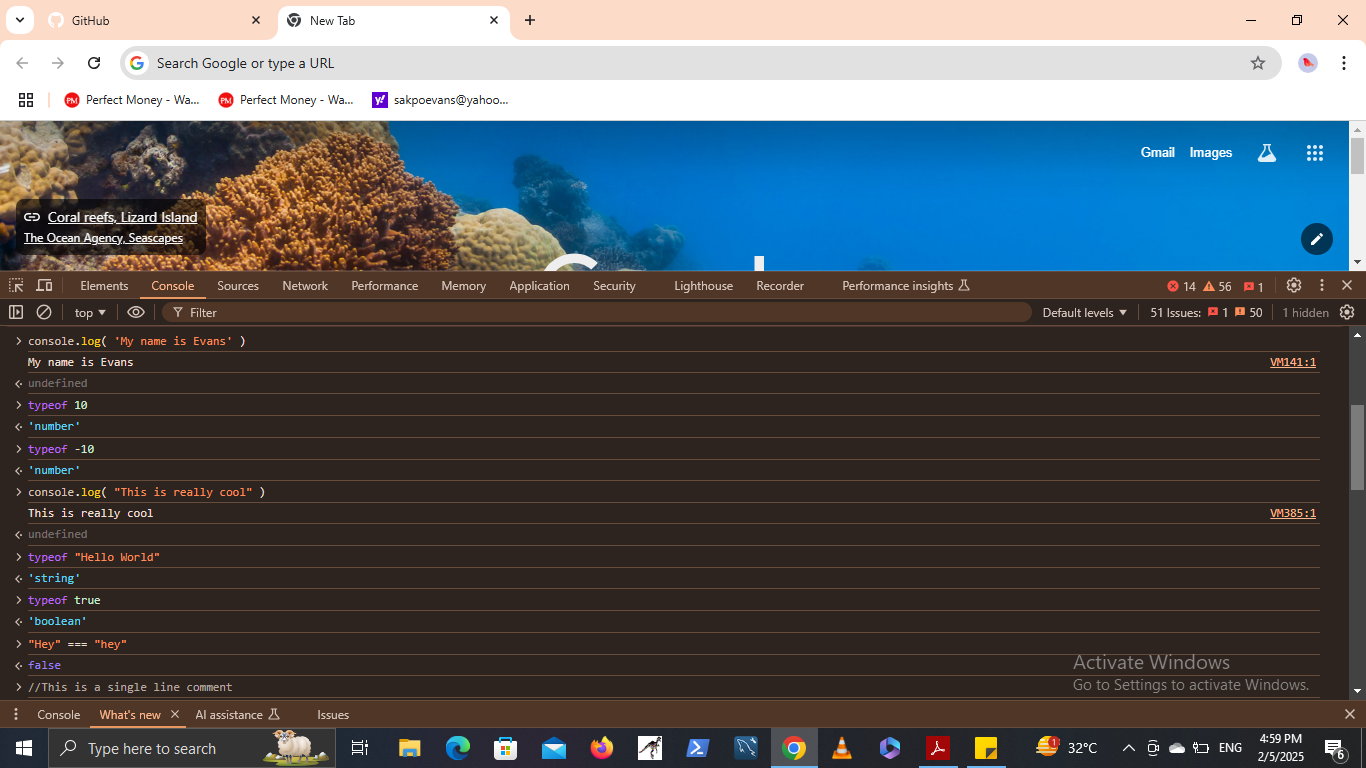 GitHub
New Tab
Search Google or type a URL
Perfect Money - Wa...
Perfect Money - Wa...
sakpoevans@yahoo...
Gmail Images
Coral reefs, Lizard Island
The Ocean Agency, Seascapes
Elements Console Sources Network Performance Memory Application Security Lighthouse Recorder Performance insights 14 56 1
top Filter Default levels 51 Issues: 1 50 1 hidden
console.log( 'My name is Evans' )
My name is Evans VM141:1
undefined
typeof 10
'number'
typeof -10
'number'
console.log( "This is really cool" )
This is really cool VM385:1
undefined
typeof "Hello World"
'string'
typeof true
'boolean'
"Hey" === "hey"
false
//This is a single line comment
Activate Windows
Go to Settings to activate Windows.
Console What's new AI assistance Issues
Type here to search
1 32°C ENG
4:59 PM
2/5/2025
6